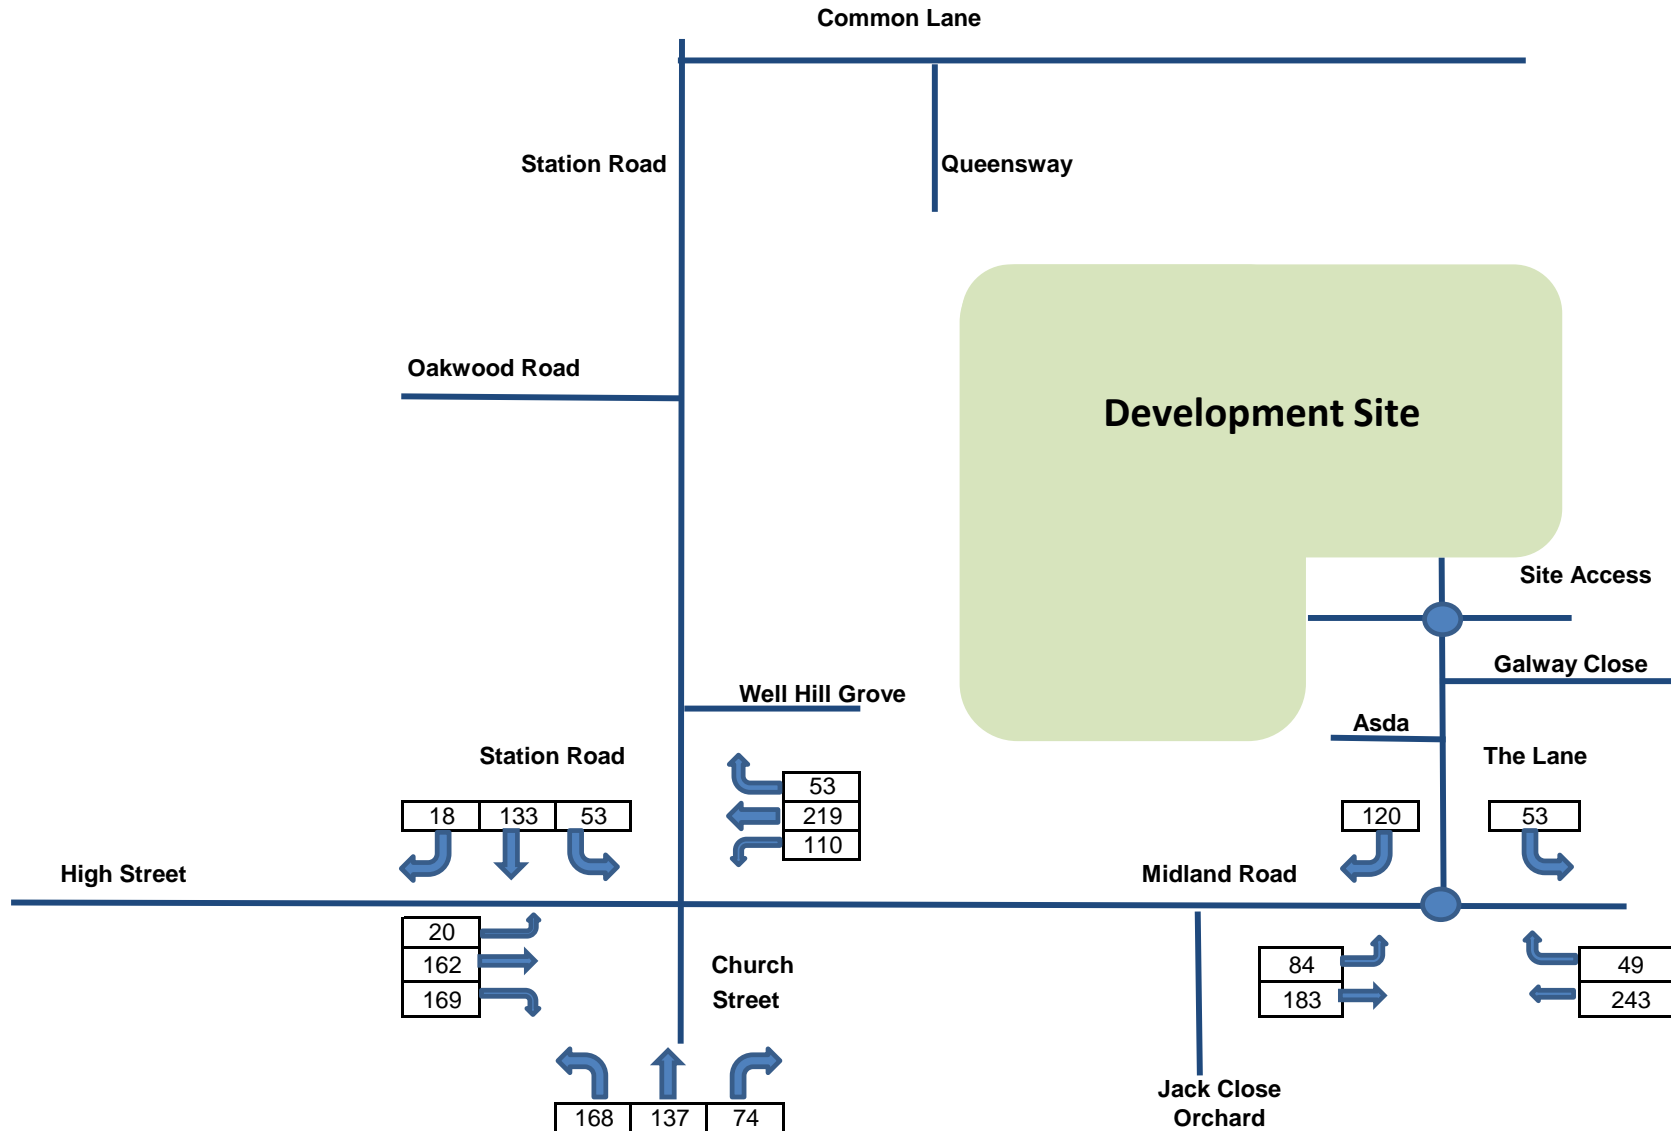 Common Lane
Station Road
Queensway
Oakwood Road
Development Site
Site Access
Galway Close
Well Hill Grove
Asda
Station Road
The Lane
53
219
110
18 133 53
120
53
High Street
Midland Road
20
162
169
Church
Street
84
183
49
243
168 137 74
Jack Close
Orchard